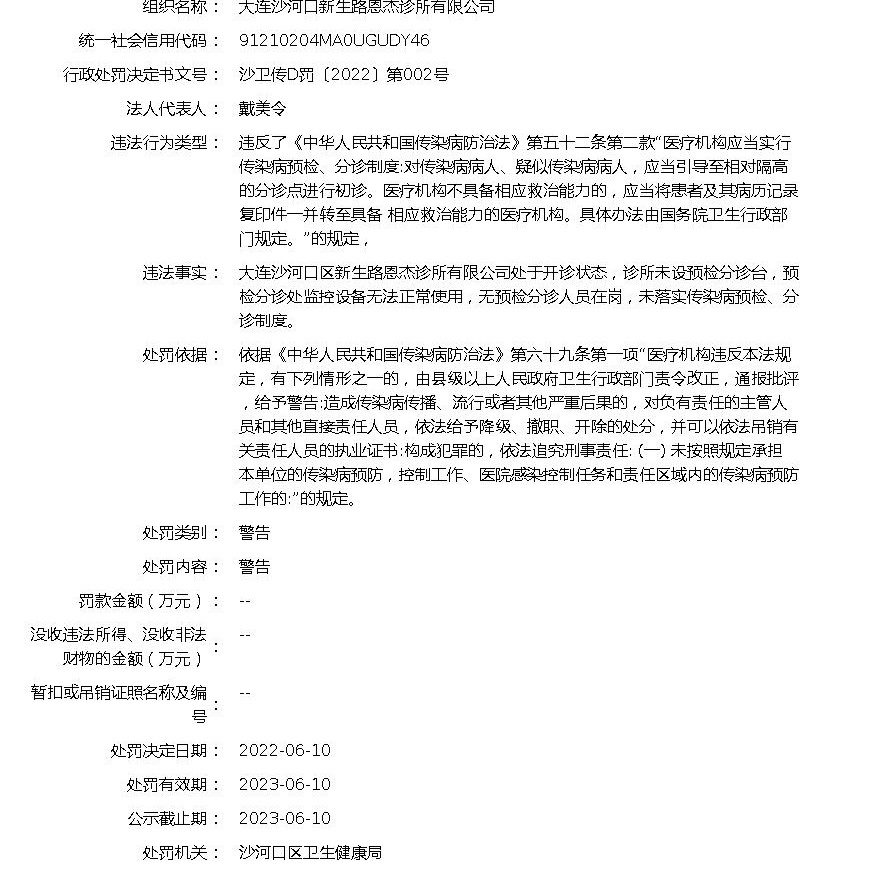 组织名称： 大连沙河口新生路恩杰诊所有限公司
统一社会信用代码： 91210204MA0UGUDY46
行政处罚决定书文号： 沙卫传D罚〔2022〕第002号
法人代表人： 戴美令
违法行为类型： 违反了《中华人民共和国传染病防治法》第五十二条第二款“医疗机构应当实行
传染病预检、分诊制度:对传染病病人、疑似传染病病人，应当引导至相对隔高
的分诊点进行初诊。医疗机构不具备相应救治能力的，应当将患者及其病历记录
复印件一并转至具备 相应救治能力的医疗机构。具体办法由国务院卫生行政部
门规定。”的规定，
违法事实： 大连沙河口区新生路恩杰诊所有限公司处于开诊状态，诊所未设预检分诊台，预
检分诊处监控设备无法正常使用，无预检分诊人员在岗，未落实传染病预检、分
诊制度。
处罚依据： 依据《中华人民共和国传染病防治法》第六十九条第一项“医疗机构违反本法规
定，有下列情形之一的，由县级以上人民政府卫生行政部门责令改正，通报批评
，给予警告:造成传染病传播、流行或者其他严重后果的，对负有责任的主管人
员和其他直接责任人员，依法给予降级、撤职、开除的处分，并可以依法吊销有
关责任人员的执业证书:构成犯罪的，依法追究刑事责任: (一) 未按照规定承担
本单位的传染病预防，控制工作、医院感染控制任务和责任区域内的传染病预防
工作的:”的规定。
处罚类别： 警告
处罚内容： 警告
罚款金额（万元）： --
没收违法所得、没收非法
财物的金额（万元）： --
暂扣或吊销证照名称及编
号： --
处罚决定日期： 2022-06-10
处罚有效期： 2023-06-10
公示截止期： 2023-06-10
处罚机关： 沙河口区卫生健康局